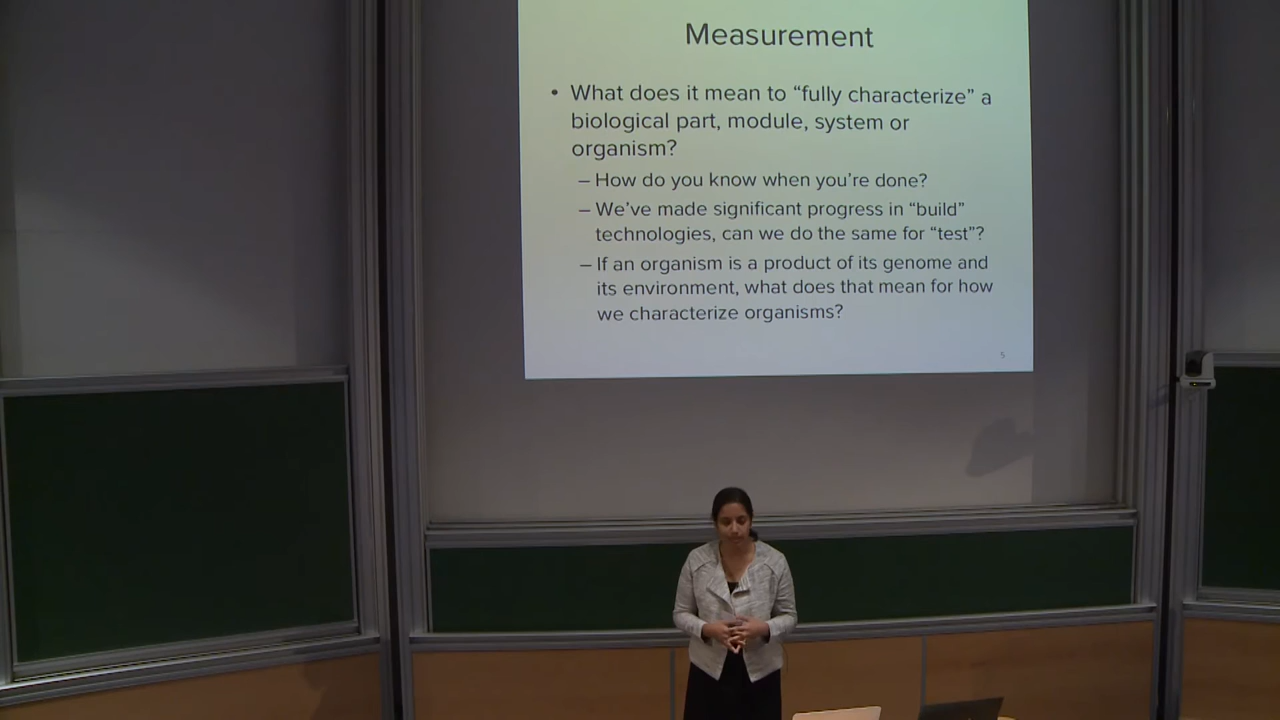 Measurement
• What does it mean to “fully characterize” a
biological part, module, system or
organism?
– How do you know when you’re done?
– We’ve made significant progress in “build”
technologies, can we do the same for “test”?
– If an organism is a product of its genome and
its environment, what does that mean for how
we characterize organisms?
5